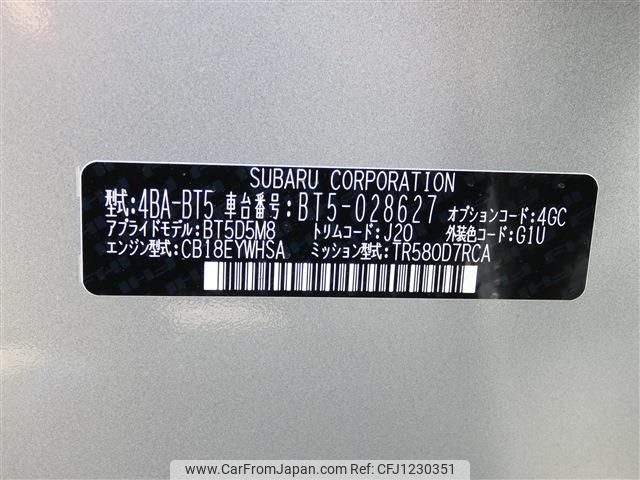 SUBARU CORPORATION
型式:4BA-BT5 車台番号:BT5-028627 オプションコード:4GC
アプライドモデル:BT5D5M8 トリムコード:J20 外装色コード:G1U
エンジン型式:CB18EYWHSA ミッション型式:TR580D7RCA
www.CAR FROM JAPAN.com - CFJ1230351